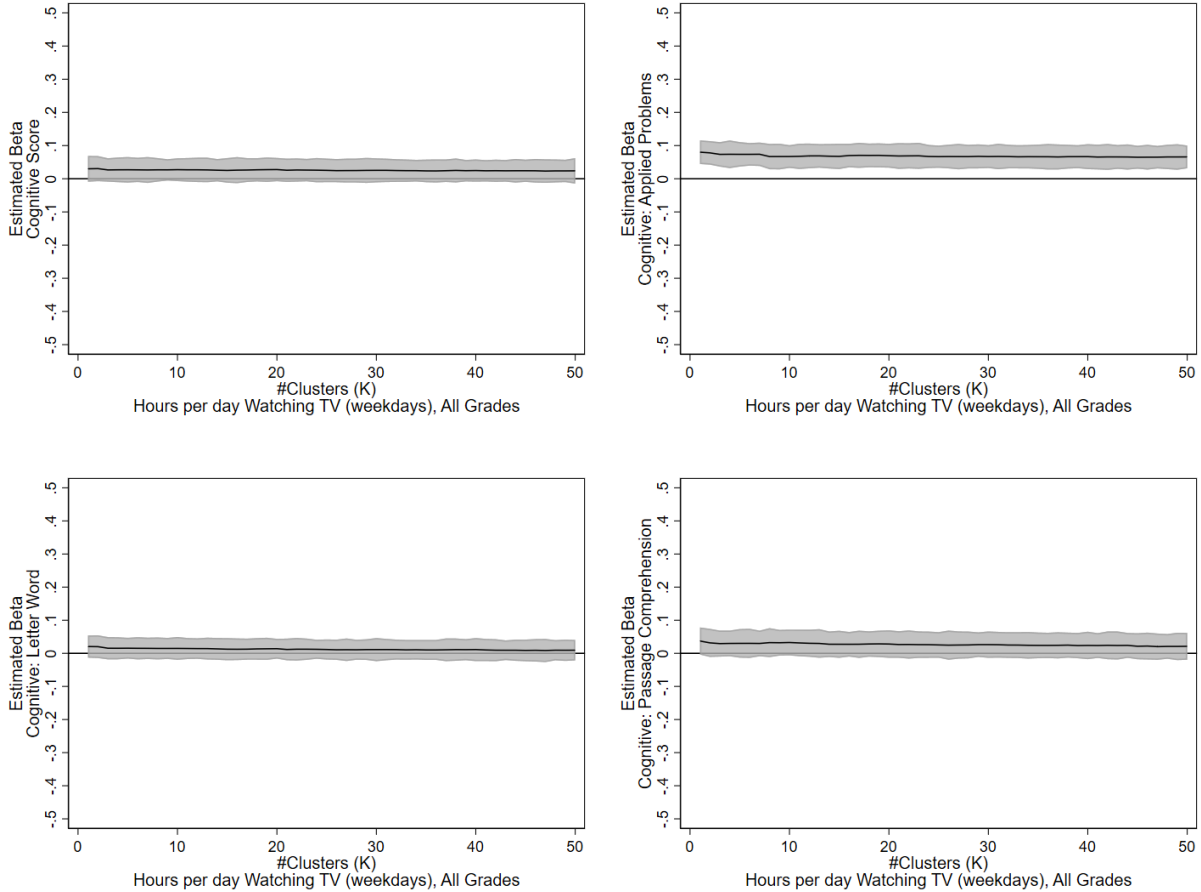 Estimated Beta
Cognitive Score
.5
.4
.3
.2
.1
0
-.1
-.2
-.3
-.4
-.5
0 10 20 30 40 50
#Clusters (K)
Hours per day Watching TV (weekdays), All Grades
Estimated Beta
Cognitive: Applied Problems
.5
.4
.3
.2
.1
0
-.1
-.2
-.3
-.4
-.5
0 10 20 30 40 50
#Clusters (K)
Hours per day Watching TV (weekdays), All Grades
Estimated Beta
Cognitive: Letter Word
.5
.4
.3
.2
.1
0
-.1
-.2
-.3
-.4
-.5
0 10 20 30 40 50
#Clusters (K)
Hours per day Watching TV (weekdays), All Grades
Estimated Beta
Cognitive: Passage Comprehension
.5
.4
.3
.2
.1
0
-.1
-.2
-.3
-.4
-.5
0 10 20 30 40 50
#Clusters (K)
Hours per day Watching TV (weekdays), All Grades